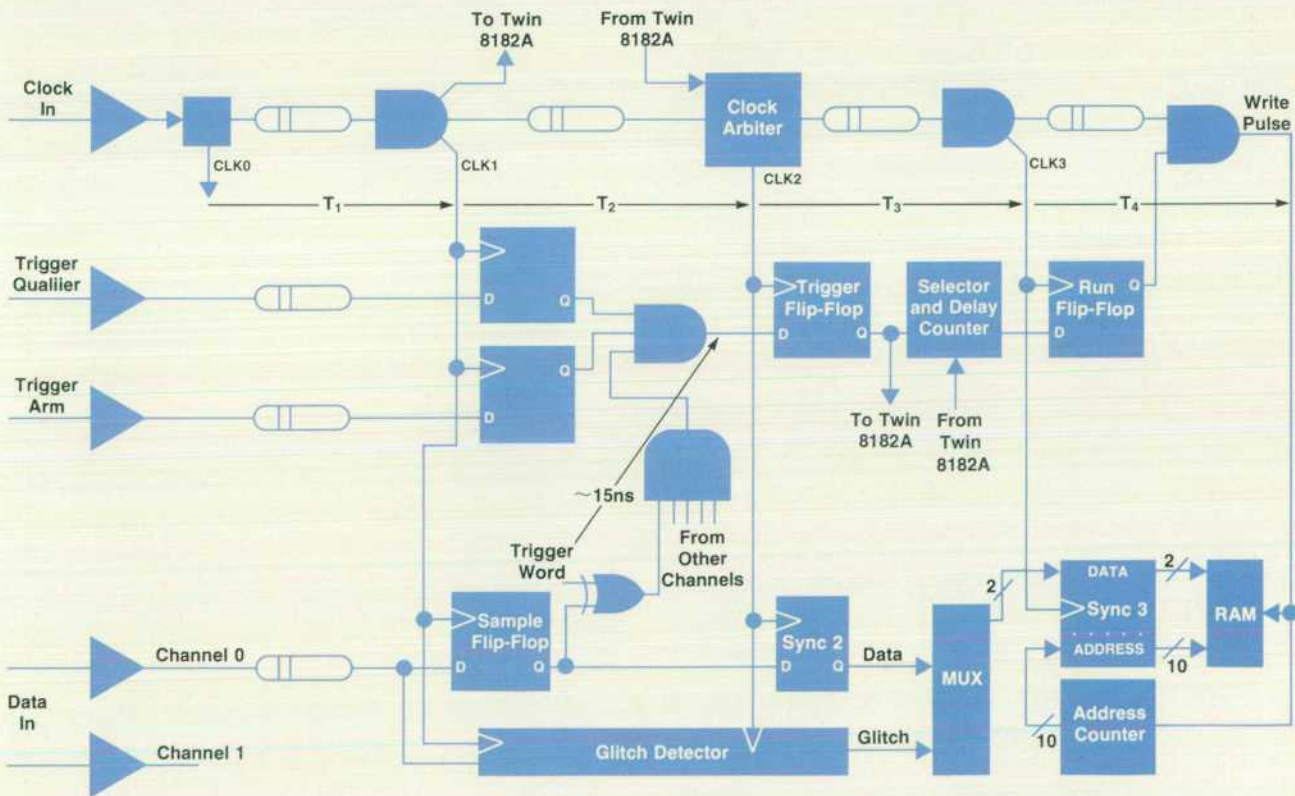 To Twin
8182A
From Twin
8182A
Clock
In
CLK0
CLK1
Clock
Arbiter
CLK2
CLK3
Write
Pulse
T1
T2
T3
T4
Trigger
Qualiier
D
Q
Trigger
Arm
D
Q
Trigger
Flip-Flop
D
Q
Selector
and Delay
Counter
Run
Flip-Flop
Q
D
To Twin
8182A
From
Twin
8182A
~15ns
Trigger
Word
From
Other
Channels
Data
In
Channel 0
Channel 1
Sample
Flip-Flop
D
Q
Sync 2
D
Q
Data
Glitch Detector
Glitch
MUX
2
DATA
Sync 3
ADDRESS
2
10
RAM
10
Address
Counter